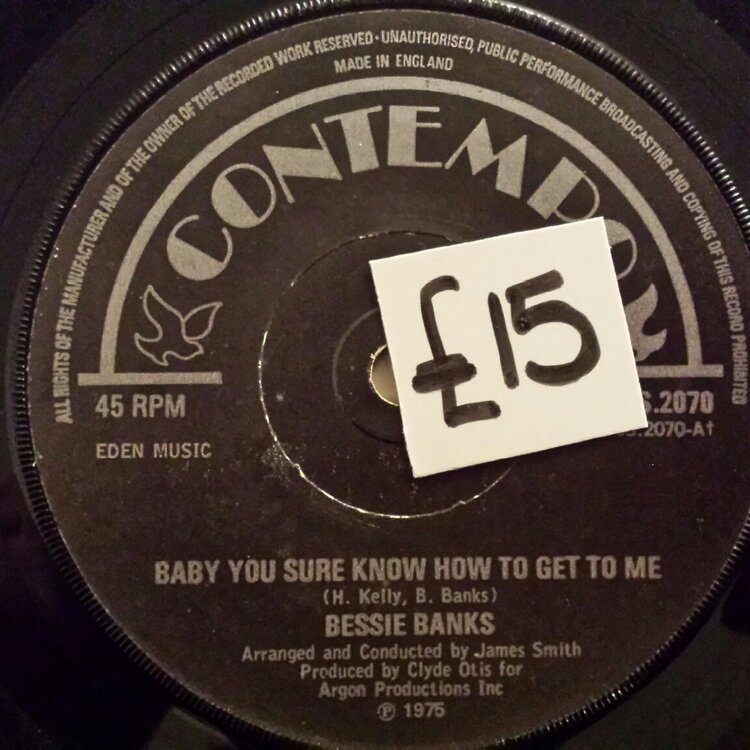 ALL RIGHTS OF THE MANUFACTURER AND OF THE OWNER OF THE RECORDED WORK RESERVED · UNAUTHORISED, PUBLIC PERFORMANCE BROADCASTING AND COPYING OF THIS RECORD PROHIBITED
MADE IN ENGLAND
CONTEMPO
£15
45 RPM
S.2070
.2070-A†
EDEN MUSIC
BABY YOU SURE KNOW HOW TO GET TO ME
(H. Kelly, B. Banks)
BESSIE BANKS
Arranged and Conducted by James Smith
Produced by Clyde Otis for
Argon Productions Inc
℗ 1975